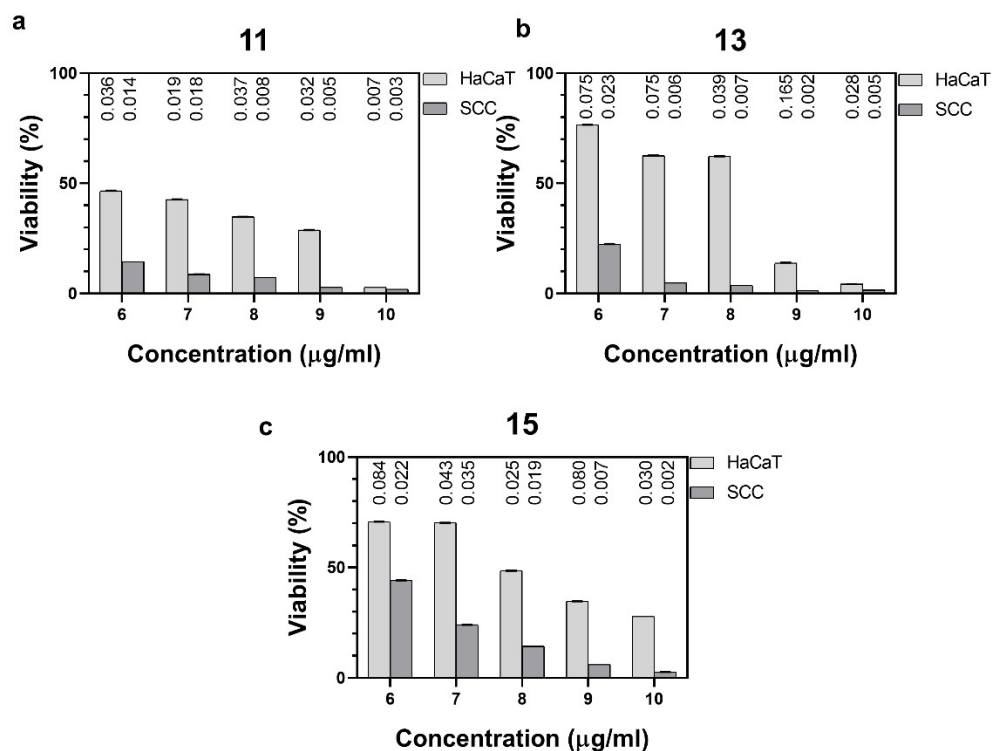 a
11
100
50
0
Viability (%)
0.036
0.014
0.019
0.018
0.037
0.008
0.032
0.005
0.007
0.003
HaCaT
SCC
6 7 8 9 10
Concentration (μg/ml)
b
13
100
50
0
Viability (%)
0.075
0.023
0.075
0.006
0.039
0.007
0.165
0.002
0.028
0.005
HaCaT
SCC
6 7 8 9 10
Concentration (μg/ml)
c
15
100
50
0
Viability (%)
0.084
0.022
0.043
0.035
0.025
0.019
0.080
0.007
0.030
0.002
HaCaT
SCC
6 7 8 9 10
Concentration (μg/ml)